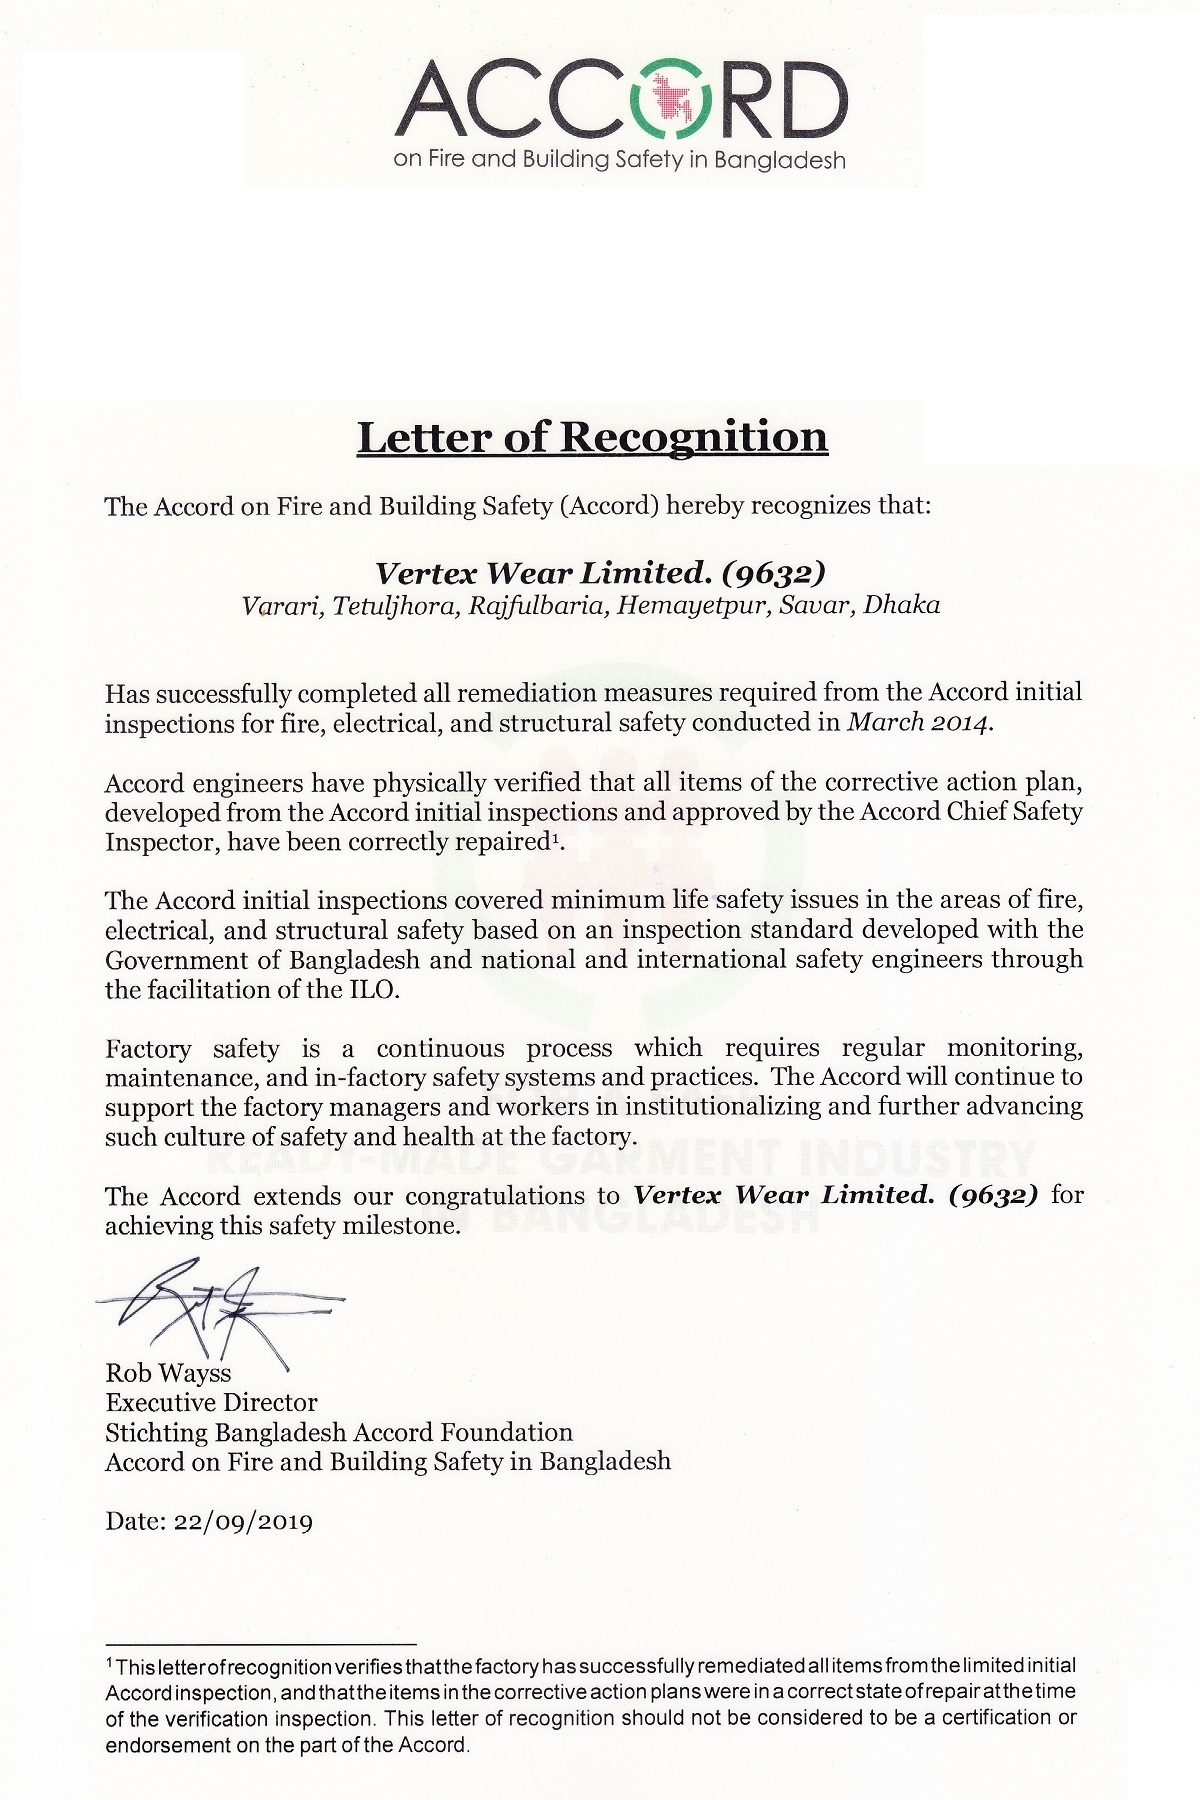 ACCORD
on Fire and Building Safety in Bangladesh
Letter of Recognition
The Accord on Fire and Building Safety (Accord) hereby recognizes that:
Vertex Wear Limited. (9632)
Varari, Tetuljhora, Rajfulbaria, Hemayetpur, Savar, Dhaka
Has successfully completed all remediation measures required from the Accord initial
inspections for fire, electrical, and structural safety conducted in March 2014.
Accord engineers have physically verified that all items of the corrective action plan,
developed from the Accord initial inspections and approved by the Accord Chief Safety
Inspector, have been correctly repaired¹.
The Accord initial inspections covered minimum life safety issues in the areas of fire,
electrical, and structural safety based on an inspection standard developed with the
Government of Bangladesh and national and international safety engineers through
the facilitation of the ILO.
Factory safety is a continuous process which requires regular monitoring,
maintenance, and in-factory safety systems and practices. The Accord will continue to
support the factory managers and workers in institutionalizing and further advancing
such culture of safety and health at the factory.
READY-MADE GARMENT INDUSTRY
The Accord extends our congratulations to Vertex Wear Limited. (9632) for
IN BANGLADESH
achieving this safety milestone.
Rob Wayss
Executive Director
Stichting Bangladesh Accord Foundation
Accord on Fire and Building Safety in Bangladesh
Date: 22/09/2019
¹ This letter of recognition verifies that the factory has successfully remediated all items from the limited initial
Accord inspection, and that the items in the corrective action plans were in a correct state of repair at the time
of the verification inspection. This letter of recognition should not be considered to be a certification or
endorsement on the part of the Accord.